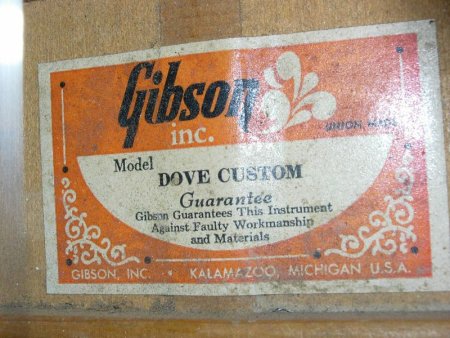 Gibson
inc.
UNION MADE
Model
DOVE CUSTOM
Guarantee
Gibson Guarantees This Instrument
Against Faulty Workmanship
and Materials
GIBSON, INC. • KALAMAZOO, MICHIGAN U.S.A.